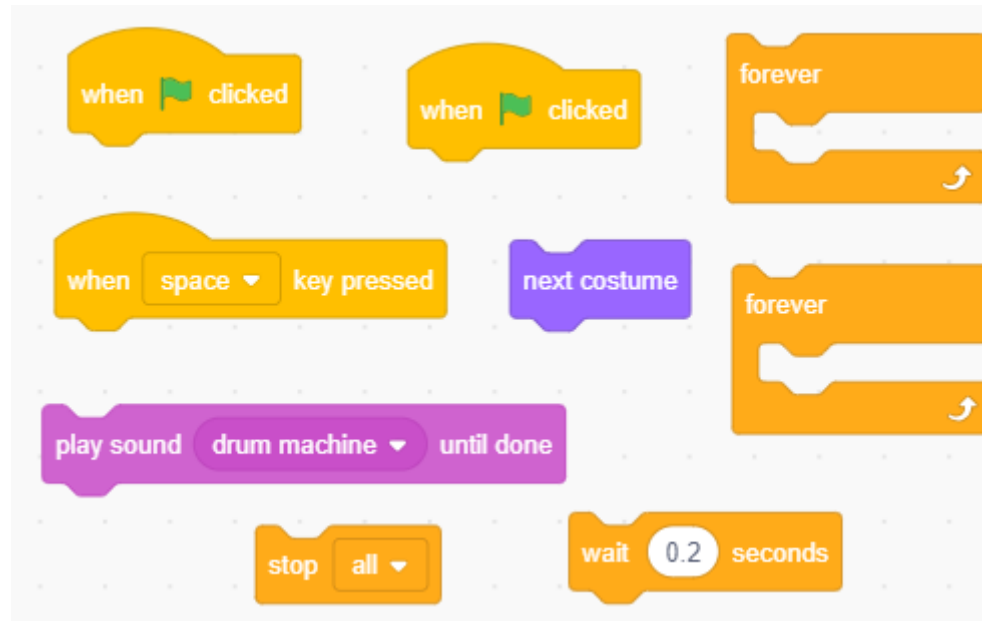 when clicked
when clicked
forever
when space key pressed
next costume
forever
play sound drum machine until done
stop all
wait 0.2 seconds